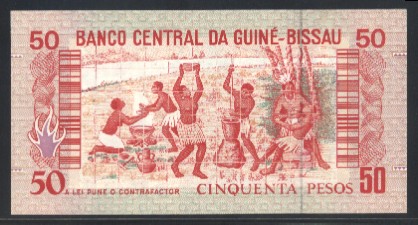 50 BANCO CENTRAL DA GUINÉ-BISSAU 50
50 A LEI PUNE O CONTRAFACTOR CINQUENTA PESOS 50